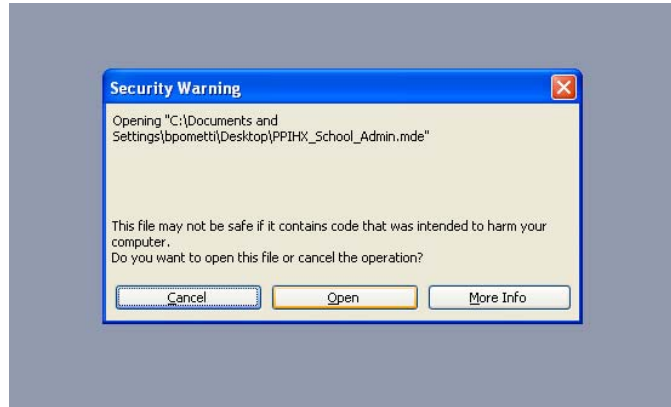 Security Warning
Opening "C:\Documents and
Settings\bpometti\Desktop\PPIHX_School_Admin.mde"
This file may not be safe if it contains code that was intended to harm your
computer.
Do you want to open this file or cancel the operation?
Cancel Open More Info